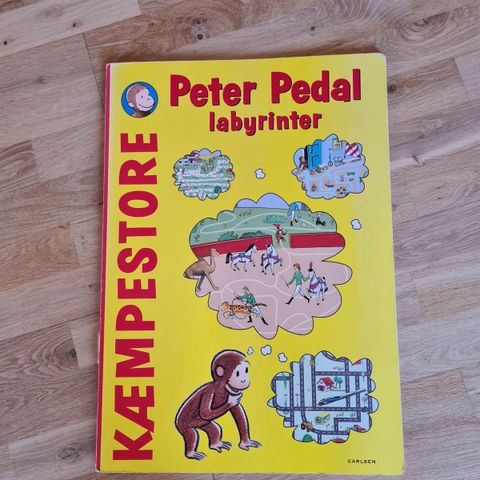 Peter Pedal
labyrinter
KÆMPESTORE
CARLSEN